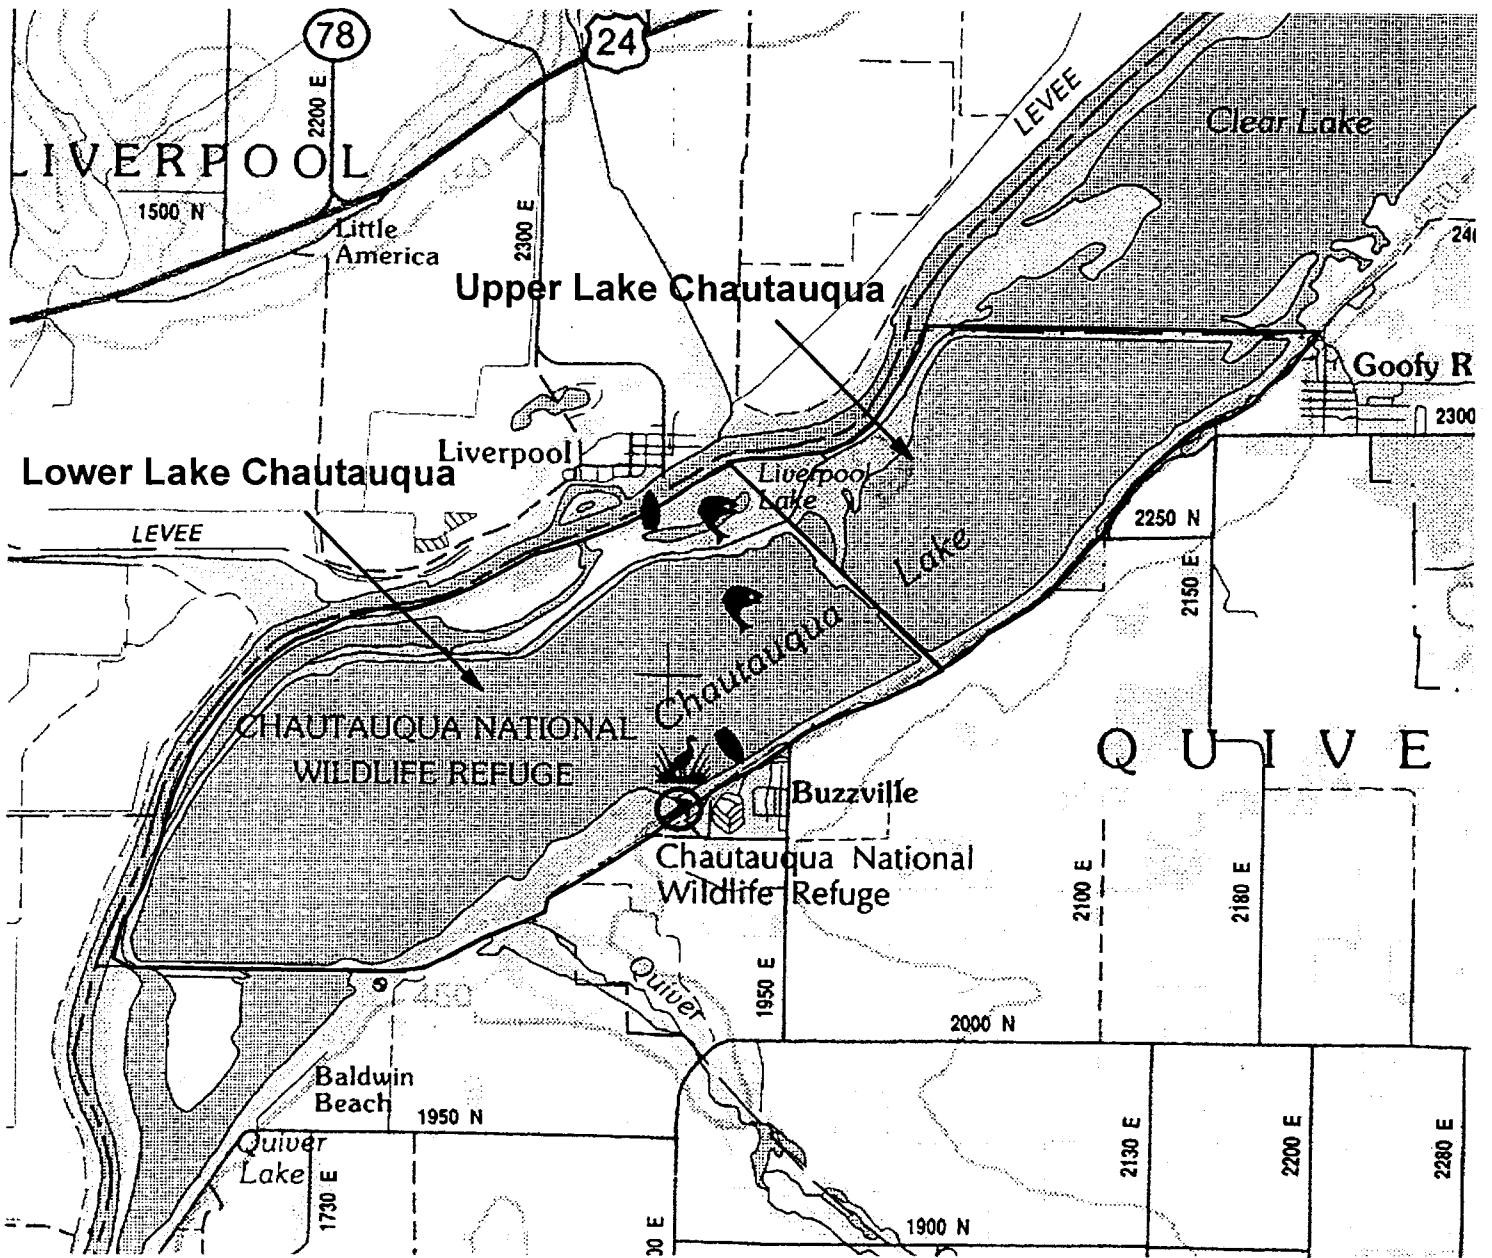 78
24
2200 E
LEVEE
Clear Lake
LIVERPOOL
1500 N
Little
America
2300 E
Upper Lake Chautauqua
Goofy R
2300
Liverpool
Lower Lake Chautauqua
Liverpool
Lake
LEVEE
2250 N
Lake
2150 E
Chautauqua
CHAUTAUQUA NATIONAL
WILDLIFE REFUGE
QUIVE
Buzzville
Chautauqua National
Wildlife Refuge
2100 E
2180 E
Quiver
1950 E
450
2000 N
Baldwin
Beach
1950 N
Quiver
Lake
1730 E
2130 E
2200 E
2280 E
1900 N